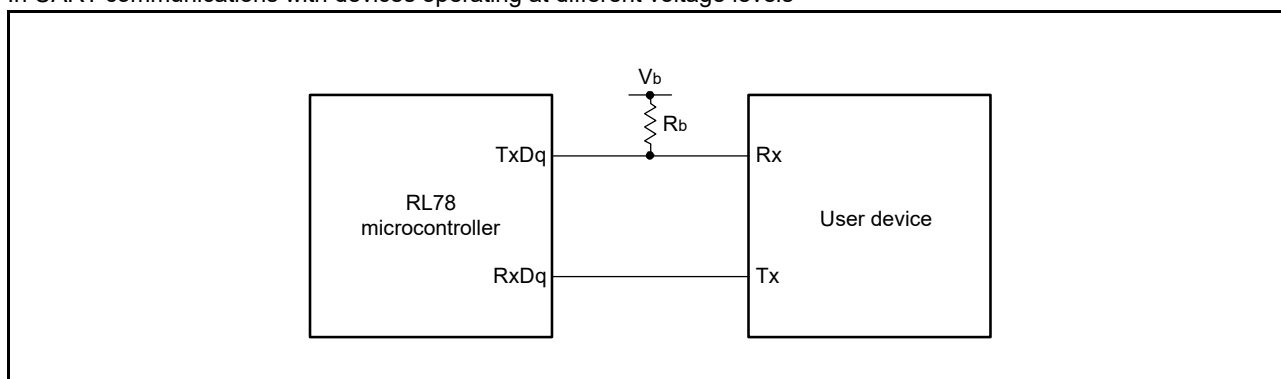 in UART communications with devices operating at different voltage levels
Vb
Rb
TxDq
Rx
RL78
microcontroller
User device
RxDq
Tx